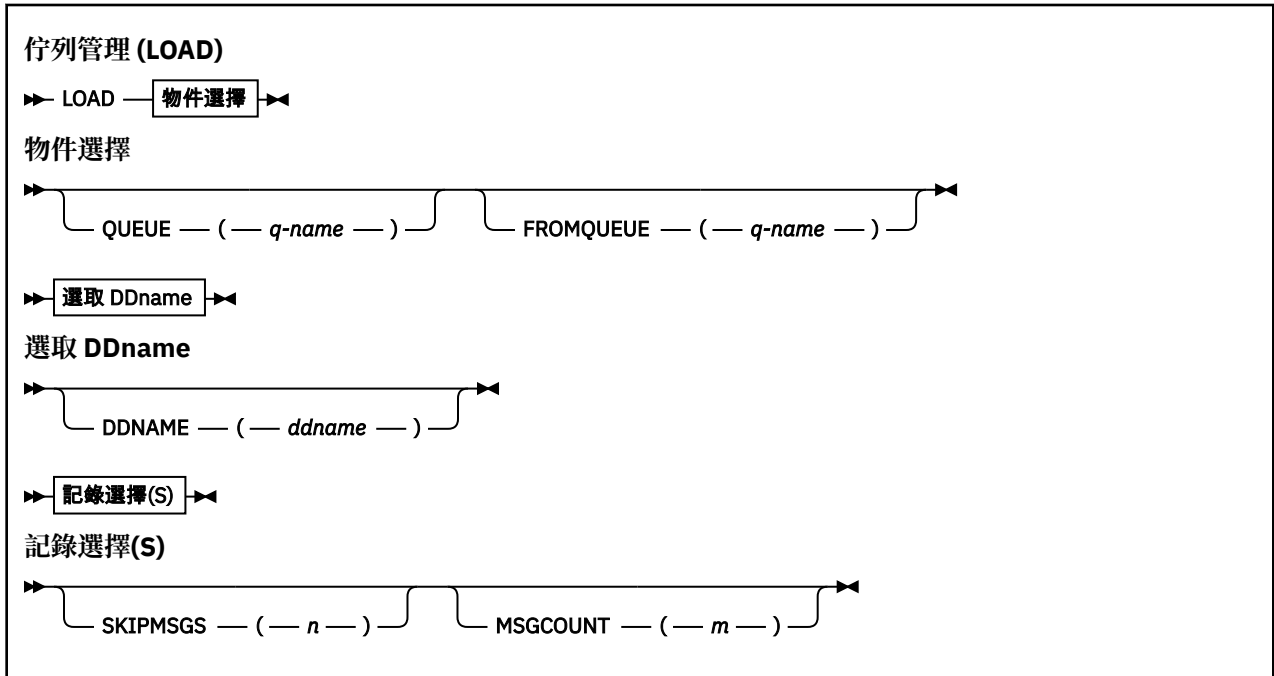 佇列管理 (LOAD)
LOAD 物件選擇
物件選擇
QUEUE ( q-name ) FROMQUEUE ( q-name )
選取 DDname
選取 DDname
DDNAME ( ddname )
記錄選擇(S)
記錄選擇(S)
SKIPMSGS ( n ) MSGCOUNT ( m )